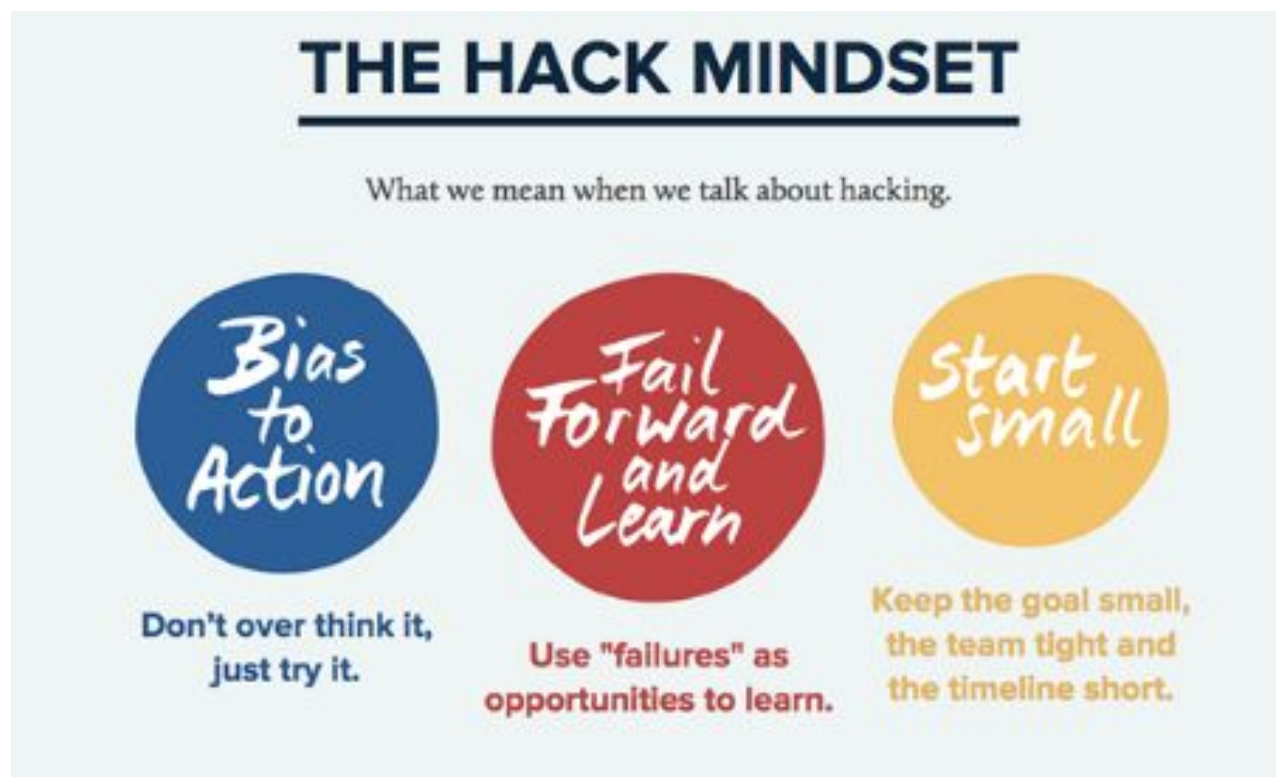 THE HACK MINDSET
What we mean when we talk about hacking.
Bias
to
Action
Don't over think it,
just try it.
Fail
Forward
and
Learn
Use "failures" as
opportunities to learn.
Start
small
Keep the goal small,
the team tight and
the timeline short.